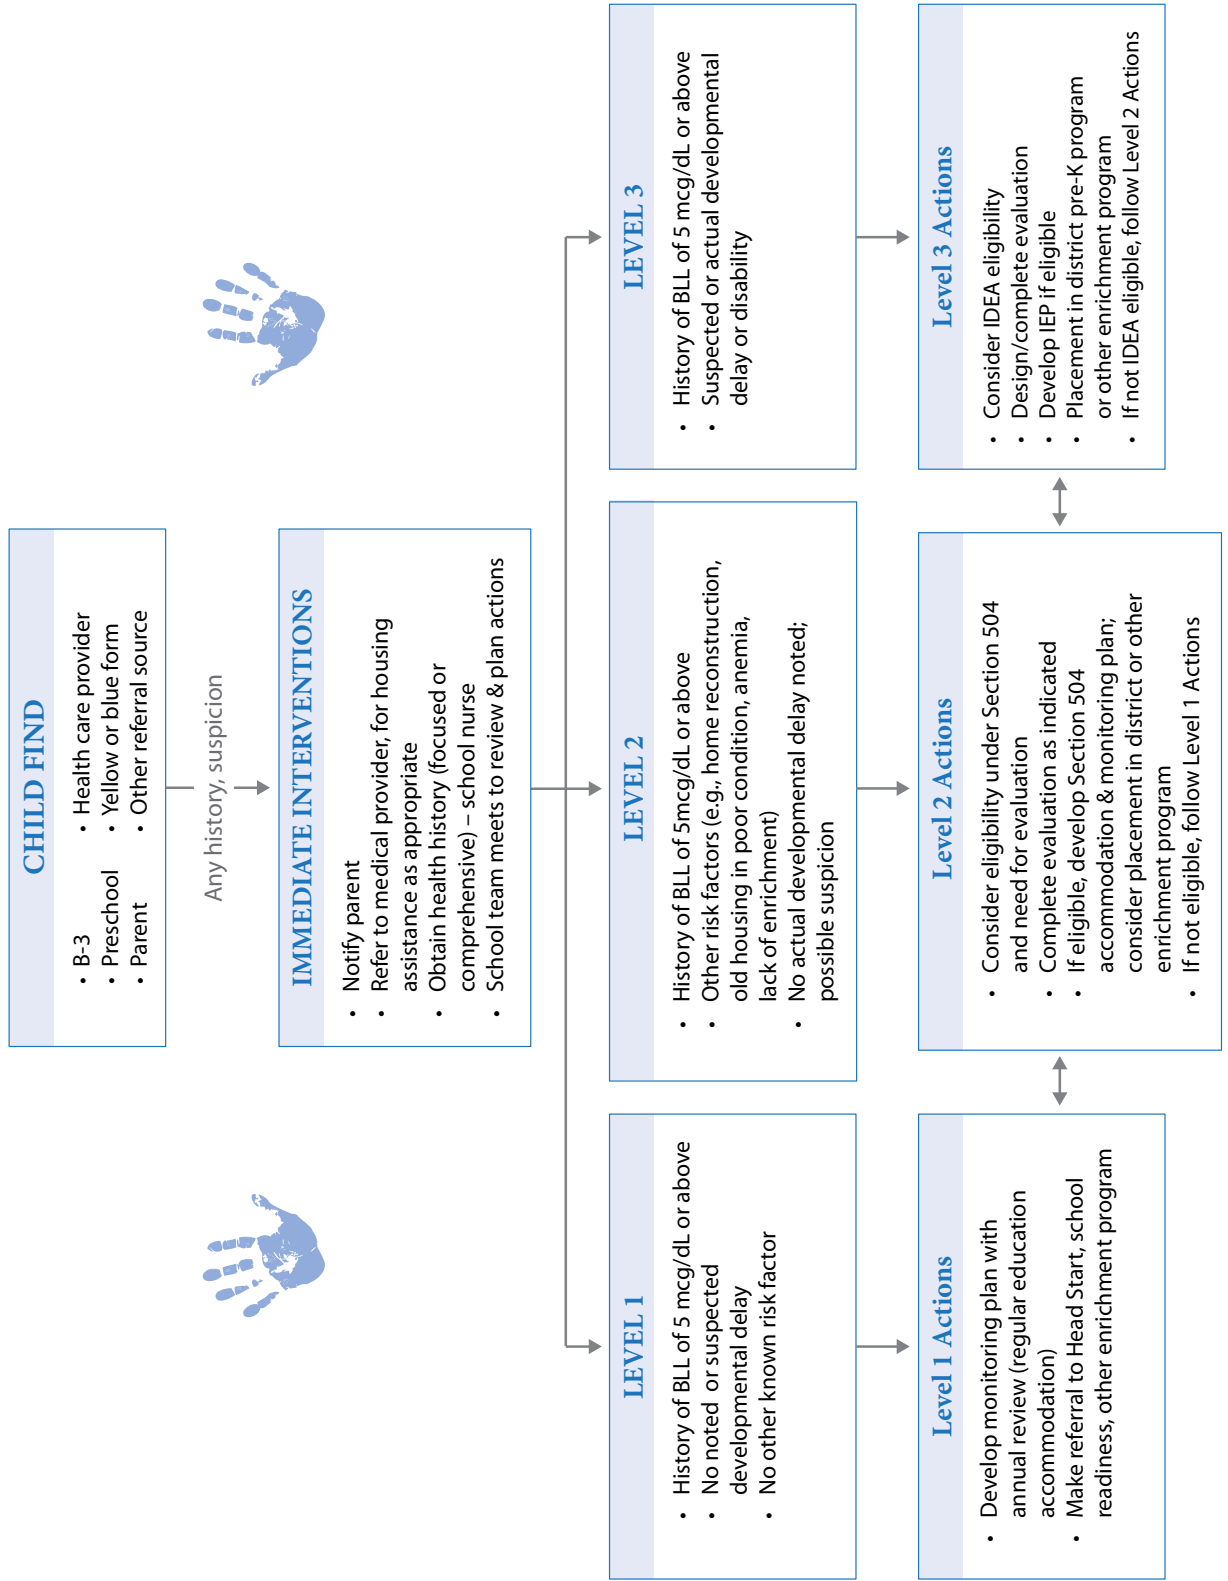 CHILD FIND
• B-3
• Preschool
• Parent
• Health care provider
• Yellow or blue form
• Other referral source
Any history, suspicion
IMMEDIATE INTERVENTIONS
• Notify parent
• Refer to medical provider, for housing
assistance as appropriate
• Obtain health history (focused or
comprehensive) – school nurse
• School team meets to review & plan actions
LEVEL 1
• History of BLL of 5 mcg/dL or above
• No noted or suspected
developmental delay
• No other known risk factor
LEVEL 2
• History of BLL of 5mcg/dL or above
• Other risk factors (e.g., home reconstruction,
old housing in poor condition, anemia,
lack of enrichment)
• No actual developmental delay noted;
possible suspicion
LEVEL 3
• History of BLL of 5 mcg/dL or above
• Suspected or actual developmental
delay or disability
Level 1 Actions
• Develop monitoring plan with
annual review (regular education
accommodation)
• Make referral to Head Start, school
readiness, other enrichment program
Level 2 Actions
• Consider eligibility under Section 504
and need for evaluation
• Complete evaluation as indicated
• If eligible, develop Section 504
accommodation & monitoring plan;
consider placement in district or other
enrichment program
• If not eligible, follow Level 1 Actions
Level 3 Actions
• Consider IDEA eligibility
• Design/complete evaluation
• Develop IEP if eligible
• Placement in district pre-K program
or other enrichment program
• If not IDEA eligible, follow Level 2 Actions